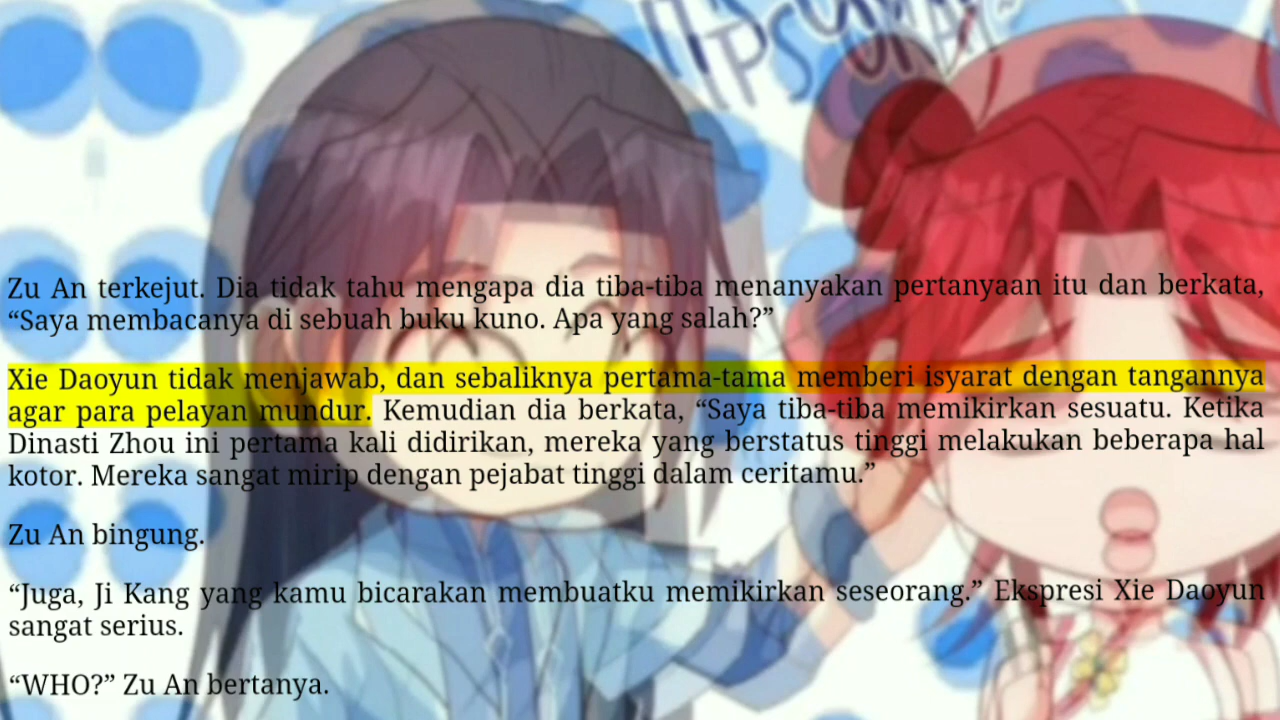 Zu An terkejut. Dia tidak tahu mengapa dia tiba-tiba menanyakan pertanyaan itu dan berkata,
“Saya membacanya di sebuah buku kuno. Apa yang salah?”
Xie Daoyun tidak menjawab, dan sebaliknya pertama-tama memberi isyarat dengan tangannya
agar para pelayan mundur. Kemudian dia berkata, “Saya tiba-tiba memikirkan sesuatu. Ketika
Dinasti Zhou ini pertama kali didirikan, mereka yang berstatus tinggi melakukan beberapa hal
kotor. Mereka sangat mirip dengan pejabat tinggi dalam ceritamu.”
Zu An bingung.
“Juga, Ji Kang yang kamu bicarakan membuatku memikirkan seseorang.” Ekspresi Xie Daoyun
sangat serius.
“WHO?” Zu An bertanya.